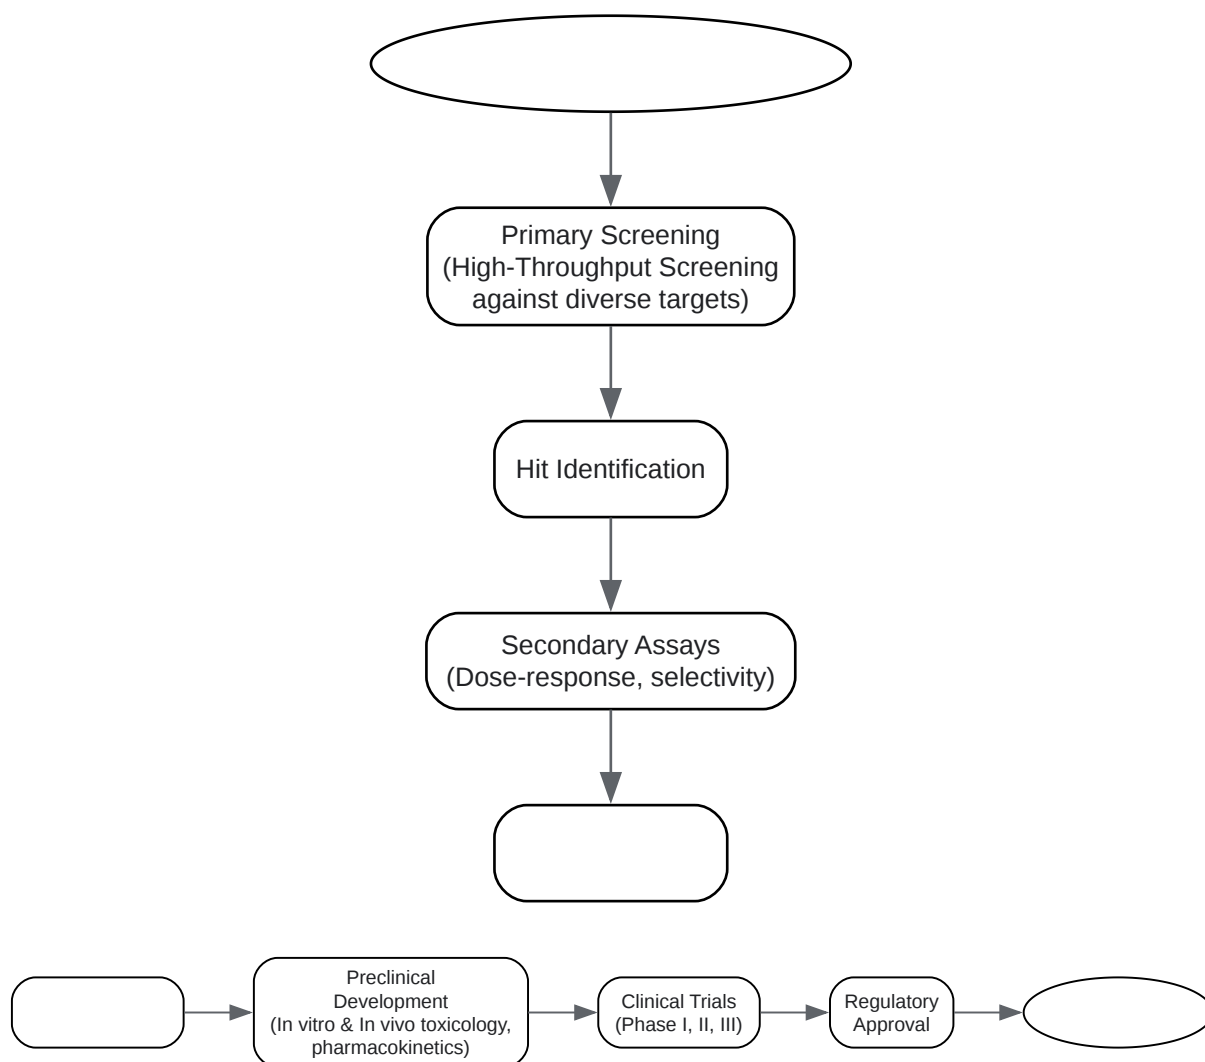 Primary Screening
(High-Throughput Screening
against diverse targets)
Hit Identification
Secondary Assays
(Dose-response, selectivity)
Preclinical
Development
(In vitro & In vivo toxicology,
pharmacokinetics)
Clinical Trials
(Phase I, II, III)
Regulatory
Approval